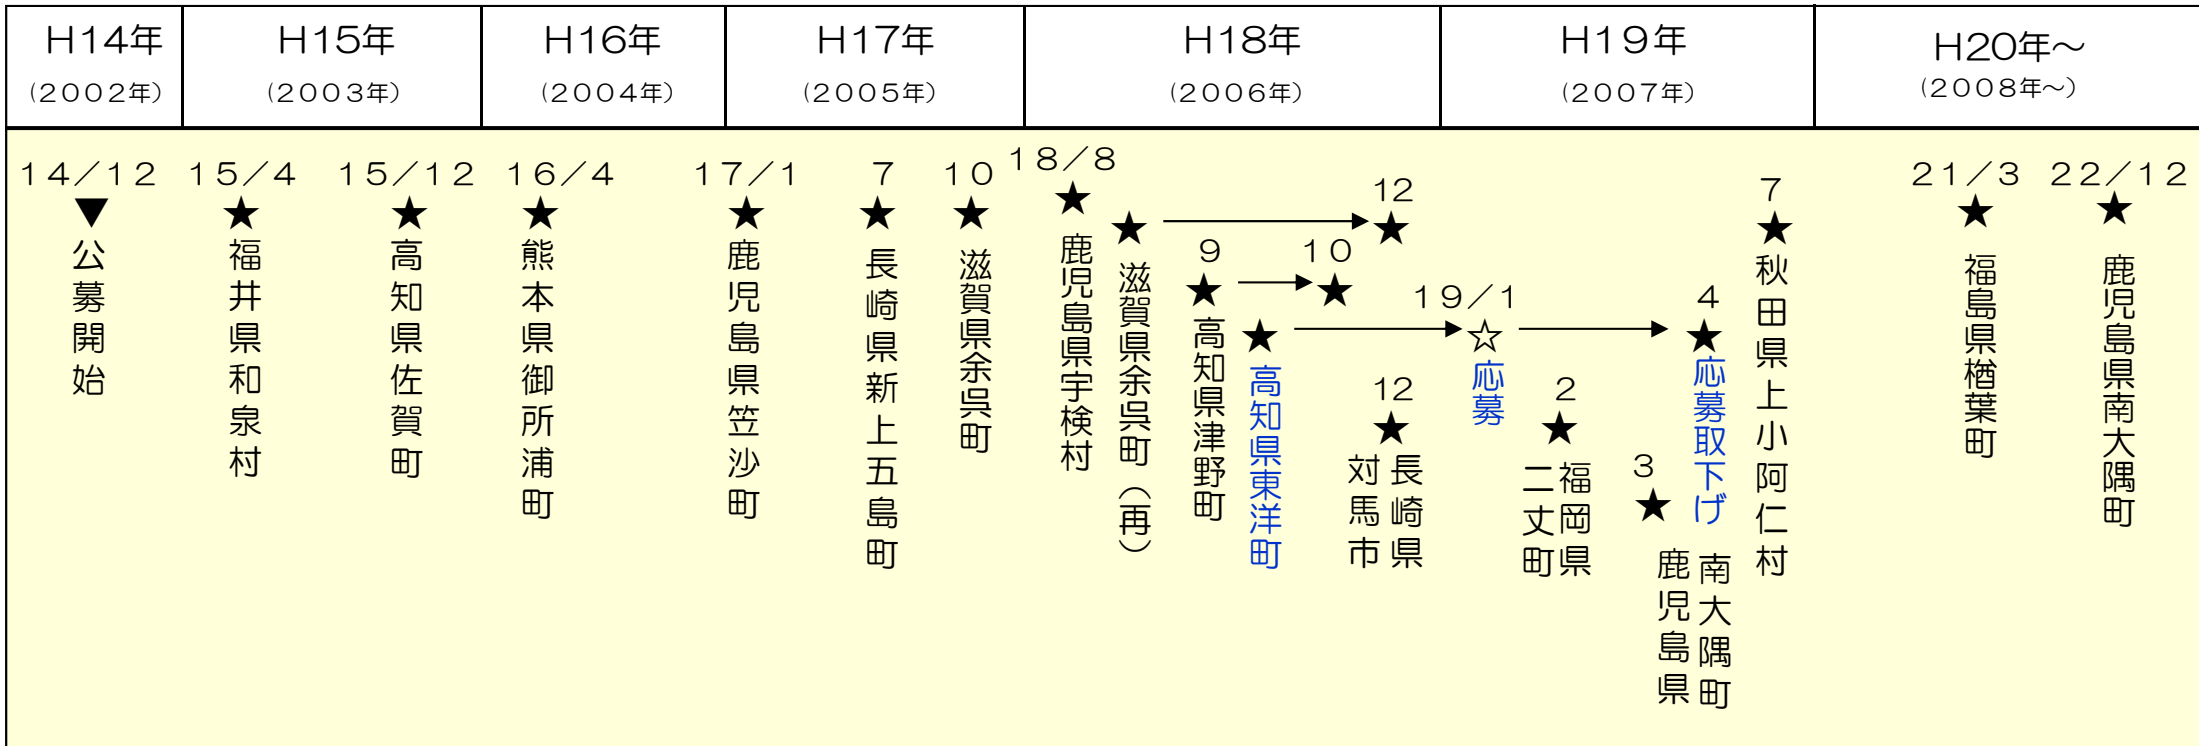 H14年
(2002年)
H15年
(2003年)
H16年
(2004年)
H17年
(2005年)
H18年
(2006年)
H19年
(2007年)
H20年～
(2008年～)
14／12
▼
公募開始
15／4
★
福井県和泉村
15／12
★
高知県佐賀町
16／4
★
熊本県御所浦町
17／1
★
鹿児島県笠沙町
7
★
長崎県新上五島町
10
★
滋賀県余呉町
18／8
★
鹿児島県宇検村
★
滋賀県余呉町（再）
12
★
9
★
高知県津野町
10
★
★
高知県東洋町
19／1
☆
応募
4
★
応募取下げ
12
★
長崎県
対馬市
2
★
福岡県
二丈町
3
★
鹿児島県
南大隅町
7
★
秋田県上小阿仁村
21／3
★
福島県楢葉町
22／12
★
鹿児島県南大隅町